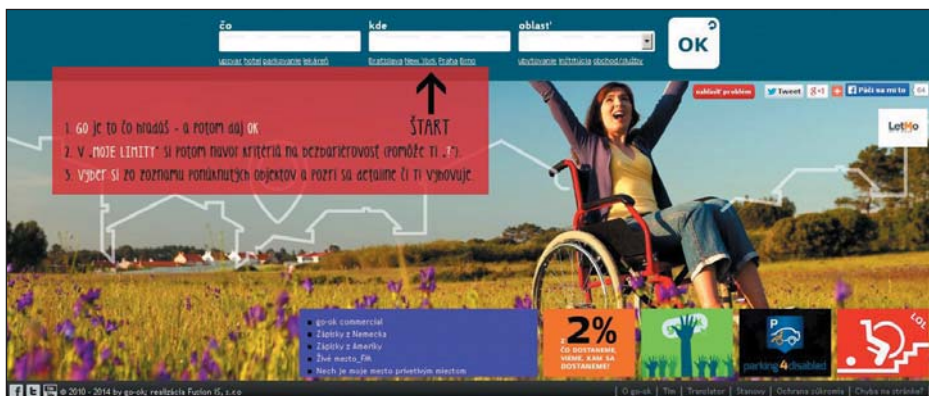 čo
kde
oblasť
OK
upsvar hotel parkovanie lekáreň
Bratislava New York Praha Brno
ubytovanie inštitúcia obchod/služby
nahlásiť problém
Tweet
g+1
Páči sa mi to
64
LetMo
ŠTART
1. GO je to čo hľadáš - a potom daj OK
2. V „MOJE LIMITY“ si potom navoľ kritériá na bezbariérovosť (pomôže ti „?“).
3. Vyber si zo zoznamu ponúknutých objektov a pozri sa detailne či ti vyhovuje.
go-ok commercial
Zápisky z Nemecka
Zápisky z Ameriky
Živé mesto_FM
Nech je moje mesto prívetivým miestom
z 2%
ČO DOSTANEME,
VIEME, KAM SA
DOSTANEME!
P
parking4disabled
LOL
© 2010 - 2014 by go-ok; realizácia Fuzion IS, s.r.o
O go-ok | Tím | Translator | Stanovy | Ochrana súkromia | Chyba na stránke?